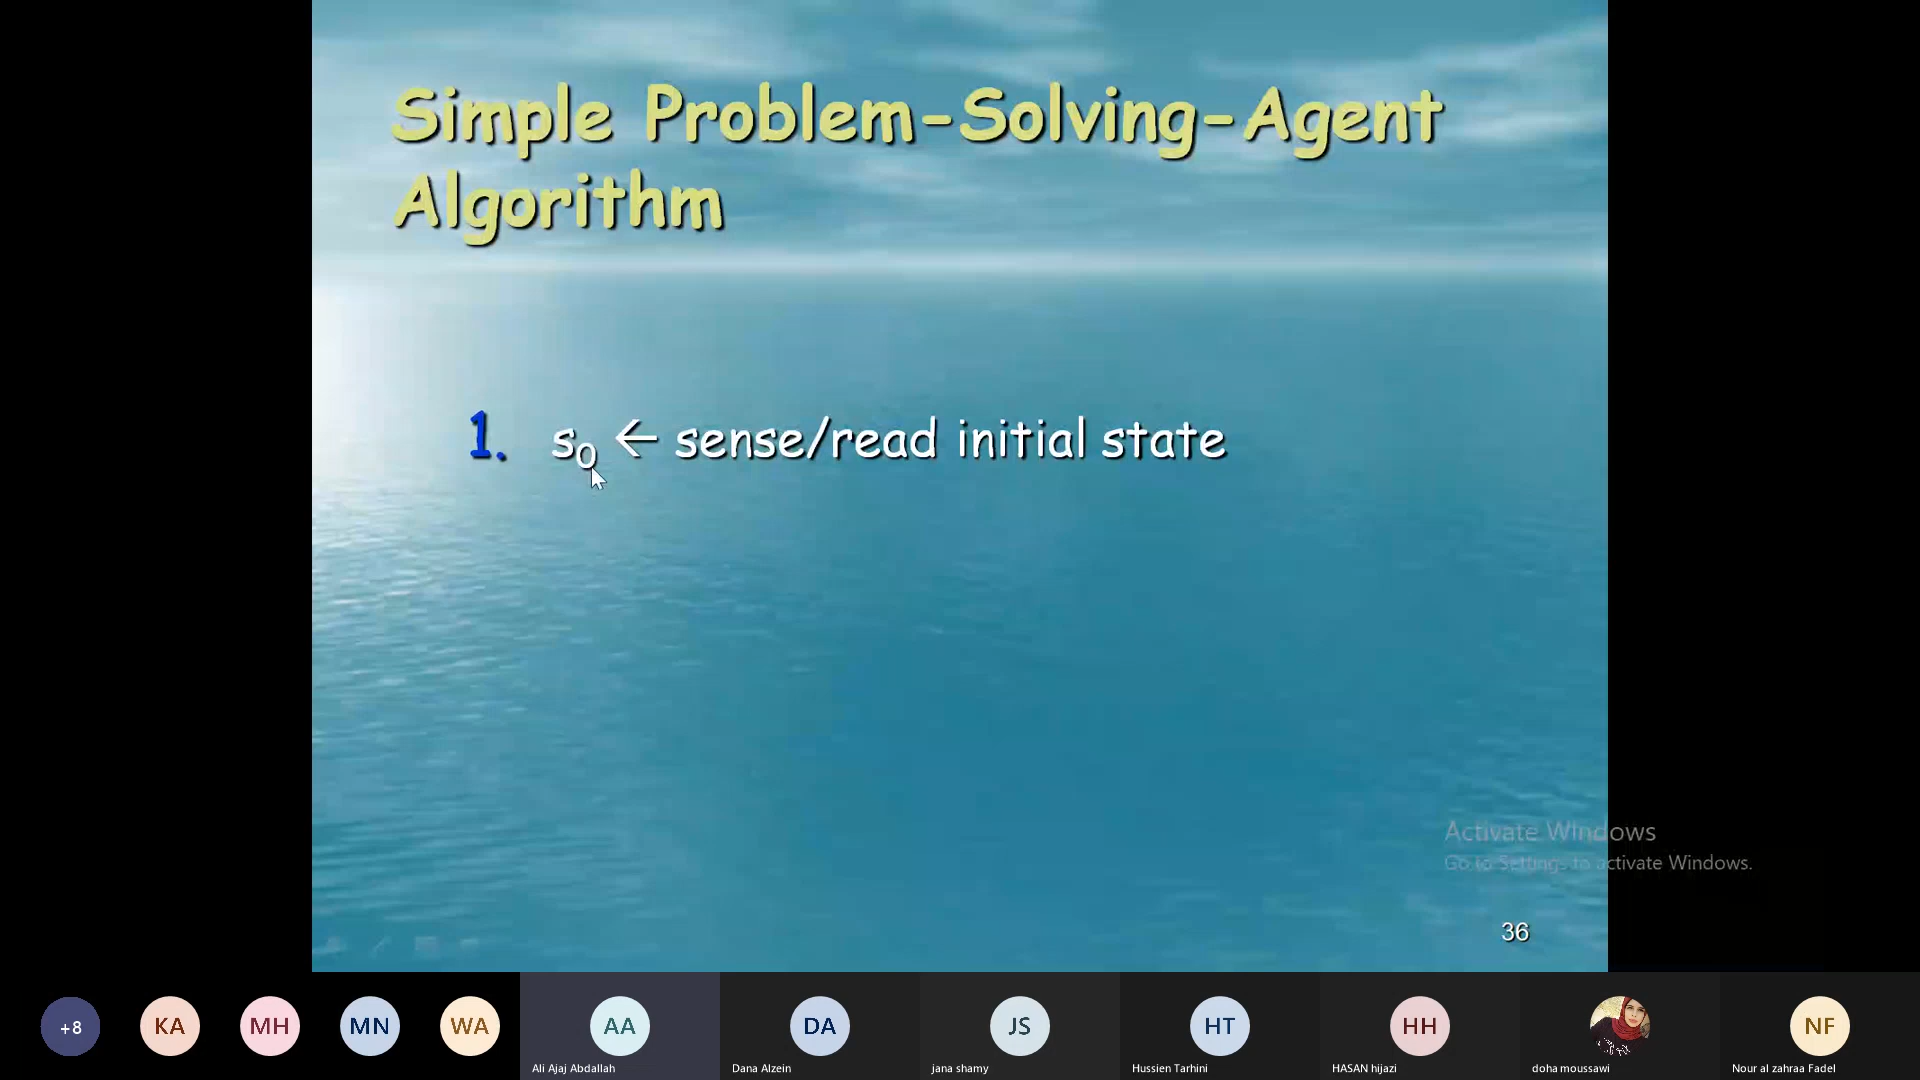 Simple Problem-Solving-Agent
Algorithm
1. s0 ← sense/read initial state
Activate Windows
Go to Settings to activate Windows.
36
+8
KA
MH
MN
WA
AA
DA
JS
HT
HH
NF
Ali Ajaj Abdallah
Dana Alzein
jana shamy
Hussien Tarhini
HASAN hijazi
doha moussawi
Nour al zahraa Fadel